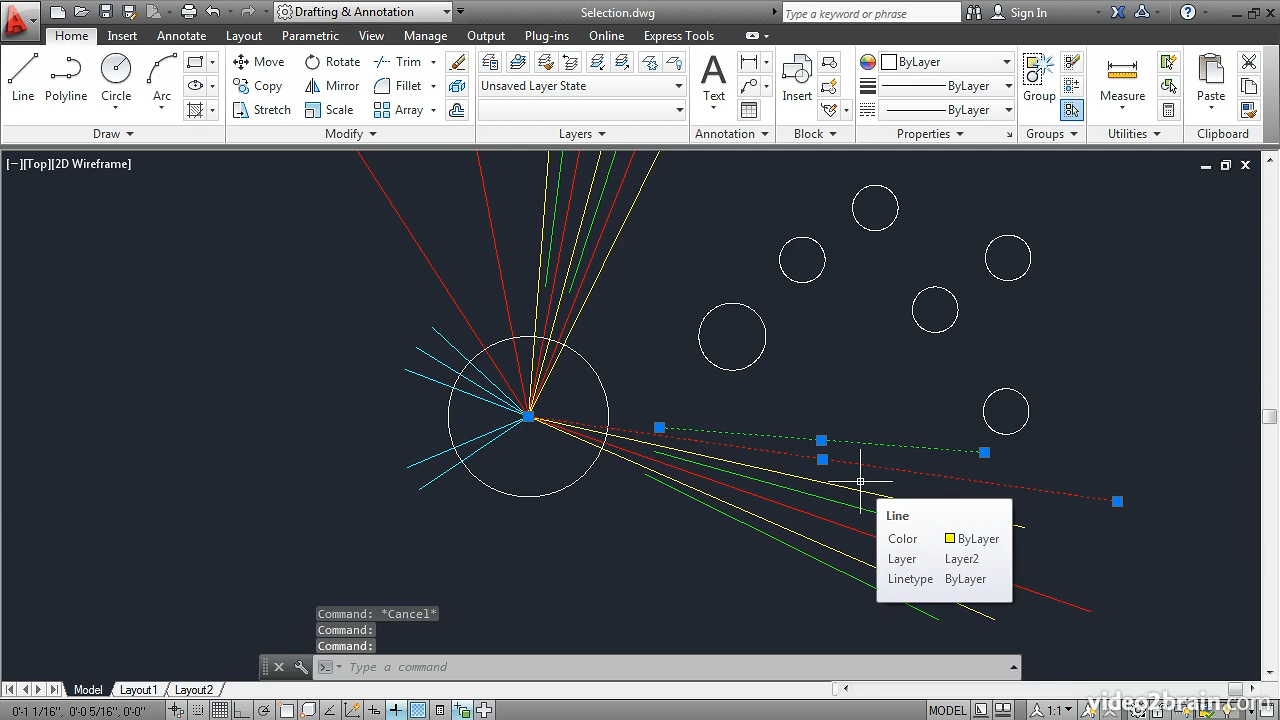 Drafting & Annotation
Selection.dwg
Type a keyword or phrase
Sign In
Home Insert Annotate Layout Parametric View Manage Output Plug-ins Online Express Tools
Line
Polyline
Circle
Arc
Draw
Move
Rotate
Trim
Copy
Mirror
Fillet
Stretch
Scale
Array
Modify
Unsaved Layer State
Layers
Text
Annotation
Insert
Block
ByLayer
ByLayer
ByLayer
Properties
Group
Groups
Measure
Utilities
Paste
Clipboard
[−][Top][2D Wireframe]
Line
Color ByLayer
Layer Layer2
Linetype ByLayer
Command: *Cancel*
Command:
Command:
Type a command
Model Layout1 Layout2
video2brain.com
0'-1 1/16", 0'-0 5/16", 0'-0"
MODEL
1:1